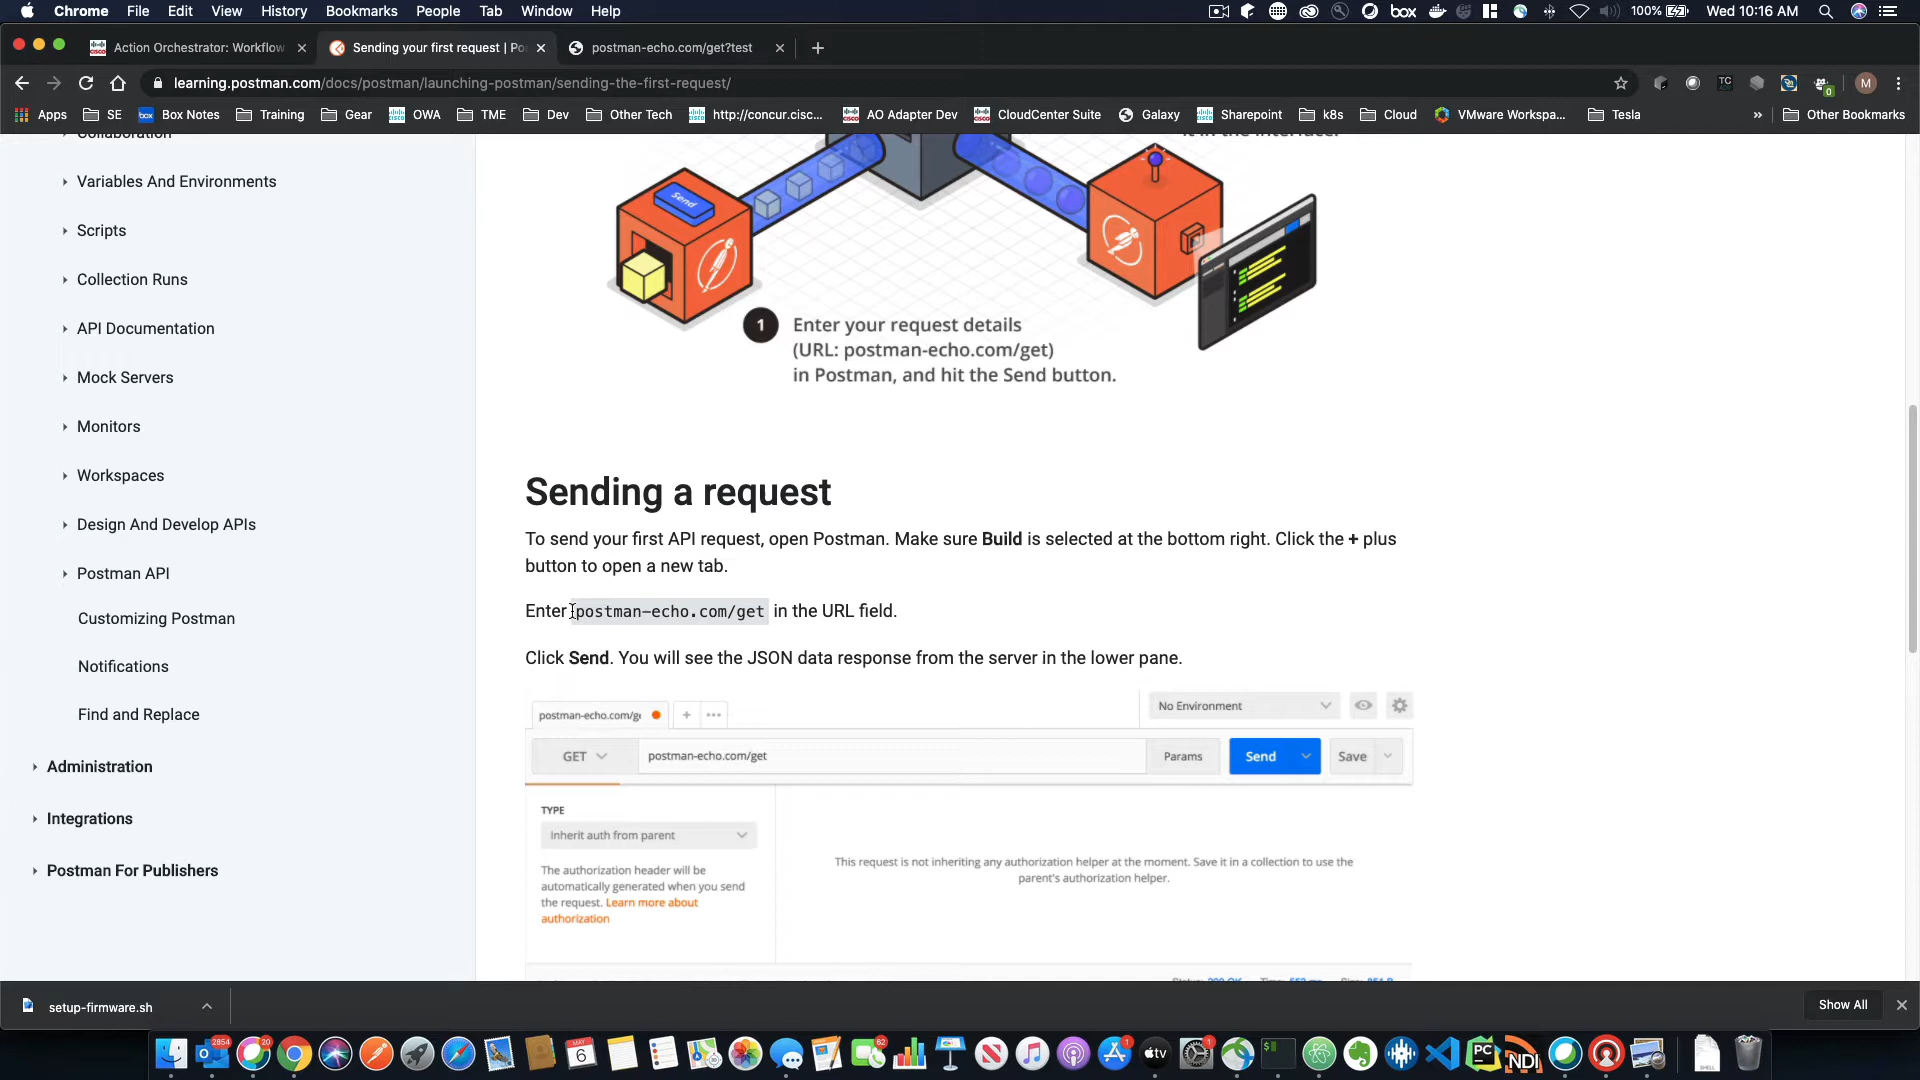 Chrome File Edit View History Bookmarks People Tab Window Help
box 100% Wed 10:16 AM
Action Orchestrator: Workflow
Sending your first request | Po
postman-echo.com/get?test
learning.postman.com/docs/postman/launching-postman/sending-the-first-request/
Apps SE Box Notes Training Gear OWA TME Dev Other Tech http://concur.cisc... AO Adapter Dev CloudCenter Suite Galaxy Sharepoint k8s Cloud VMware Workspa... Tesla » Other Bookmarks
Collaboration
Variables And Environments
Scripts
Collection Runs
API Documentation
Mock Servers
Monitors
Workspaces
Design And Develop APIs
Postman API
Customizing Postman
Notifications
Find and Replace
Administration
Integrations
Postman For Publishers
it in the interface.
Send
1 Enter your request details
(URL: postman-echo.com/get)
in Postman, and hit the Send button.
Sending a request
To send your first API request, open Postman. Make sure Build is selected at the bottom right. Click the + plus
button to open a new tab.
Enter postman-echo.com/get in the URL field.
Click Send. You will see the JSON data response from the server in the lower pane.
postman-echo.com/ge + ••• No Environment
GET postman-echo.com/get Params Send Save
TYPE
Inherit auth from parent
The authorization header will be
automatically generated when you send
the request. Learn more about
authorization
This request is not inheriting any authorization helper at the moment. Save it in a collection to use the
parent's authorization helper.
setup-firmware.sh
Show All